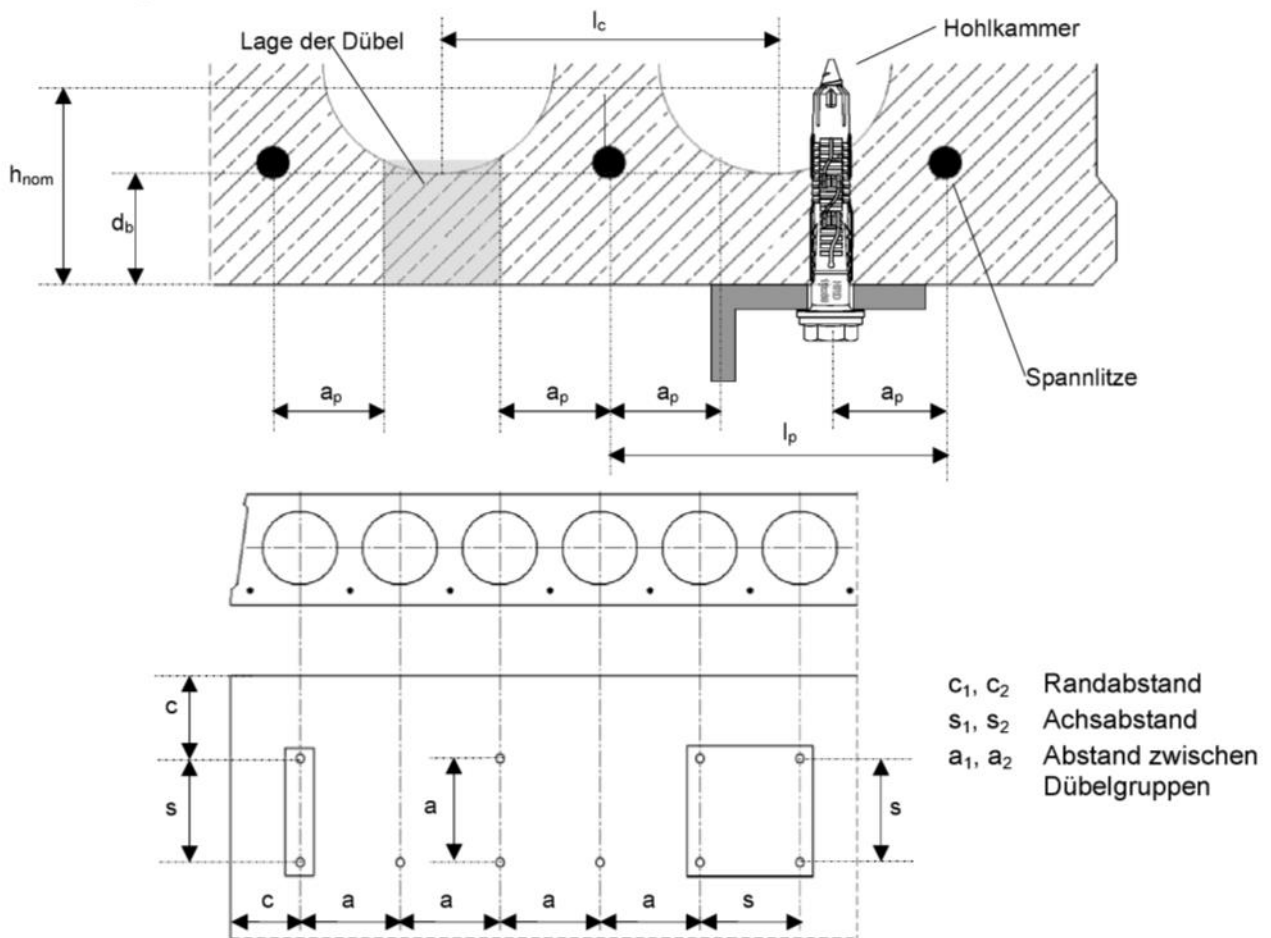 l_c
Lage der Dübel
Hohlkammer
h_nom
d_b
Spannlitze
a_p a_p a_p a_p
l_p
c
s a s
c a a a a s
c₁, c₂ Randabstand
s₁, s₂ Achsabstand
a₁, a₂ Abstand zwischen
Dübelgruppen